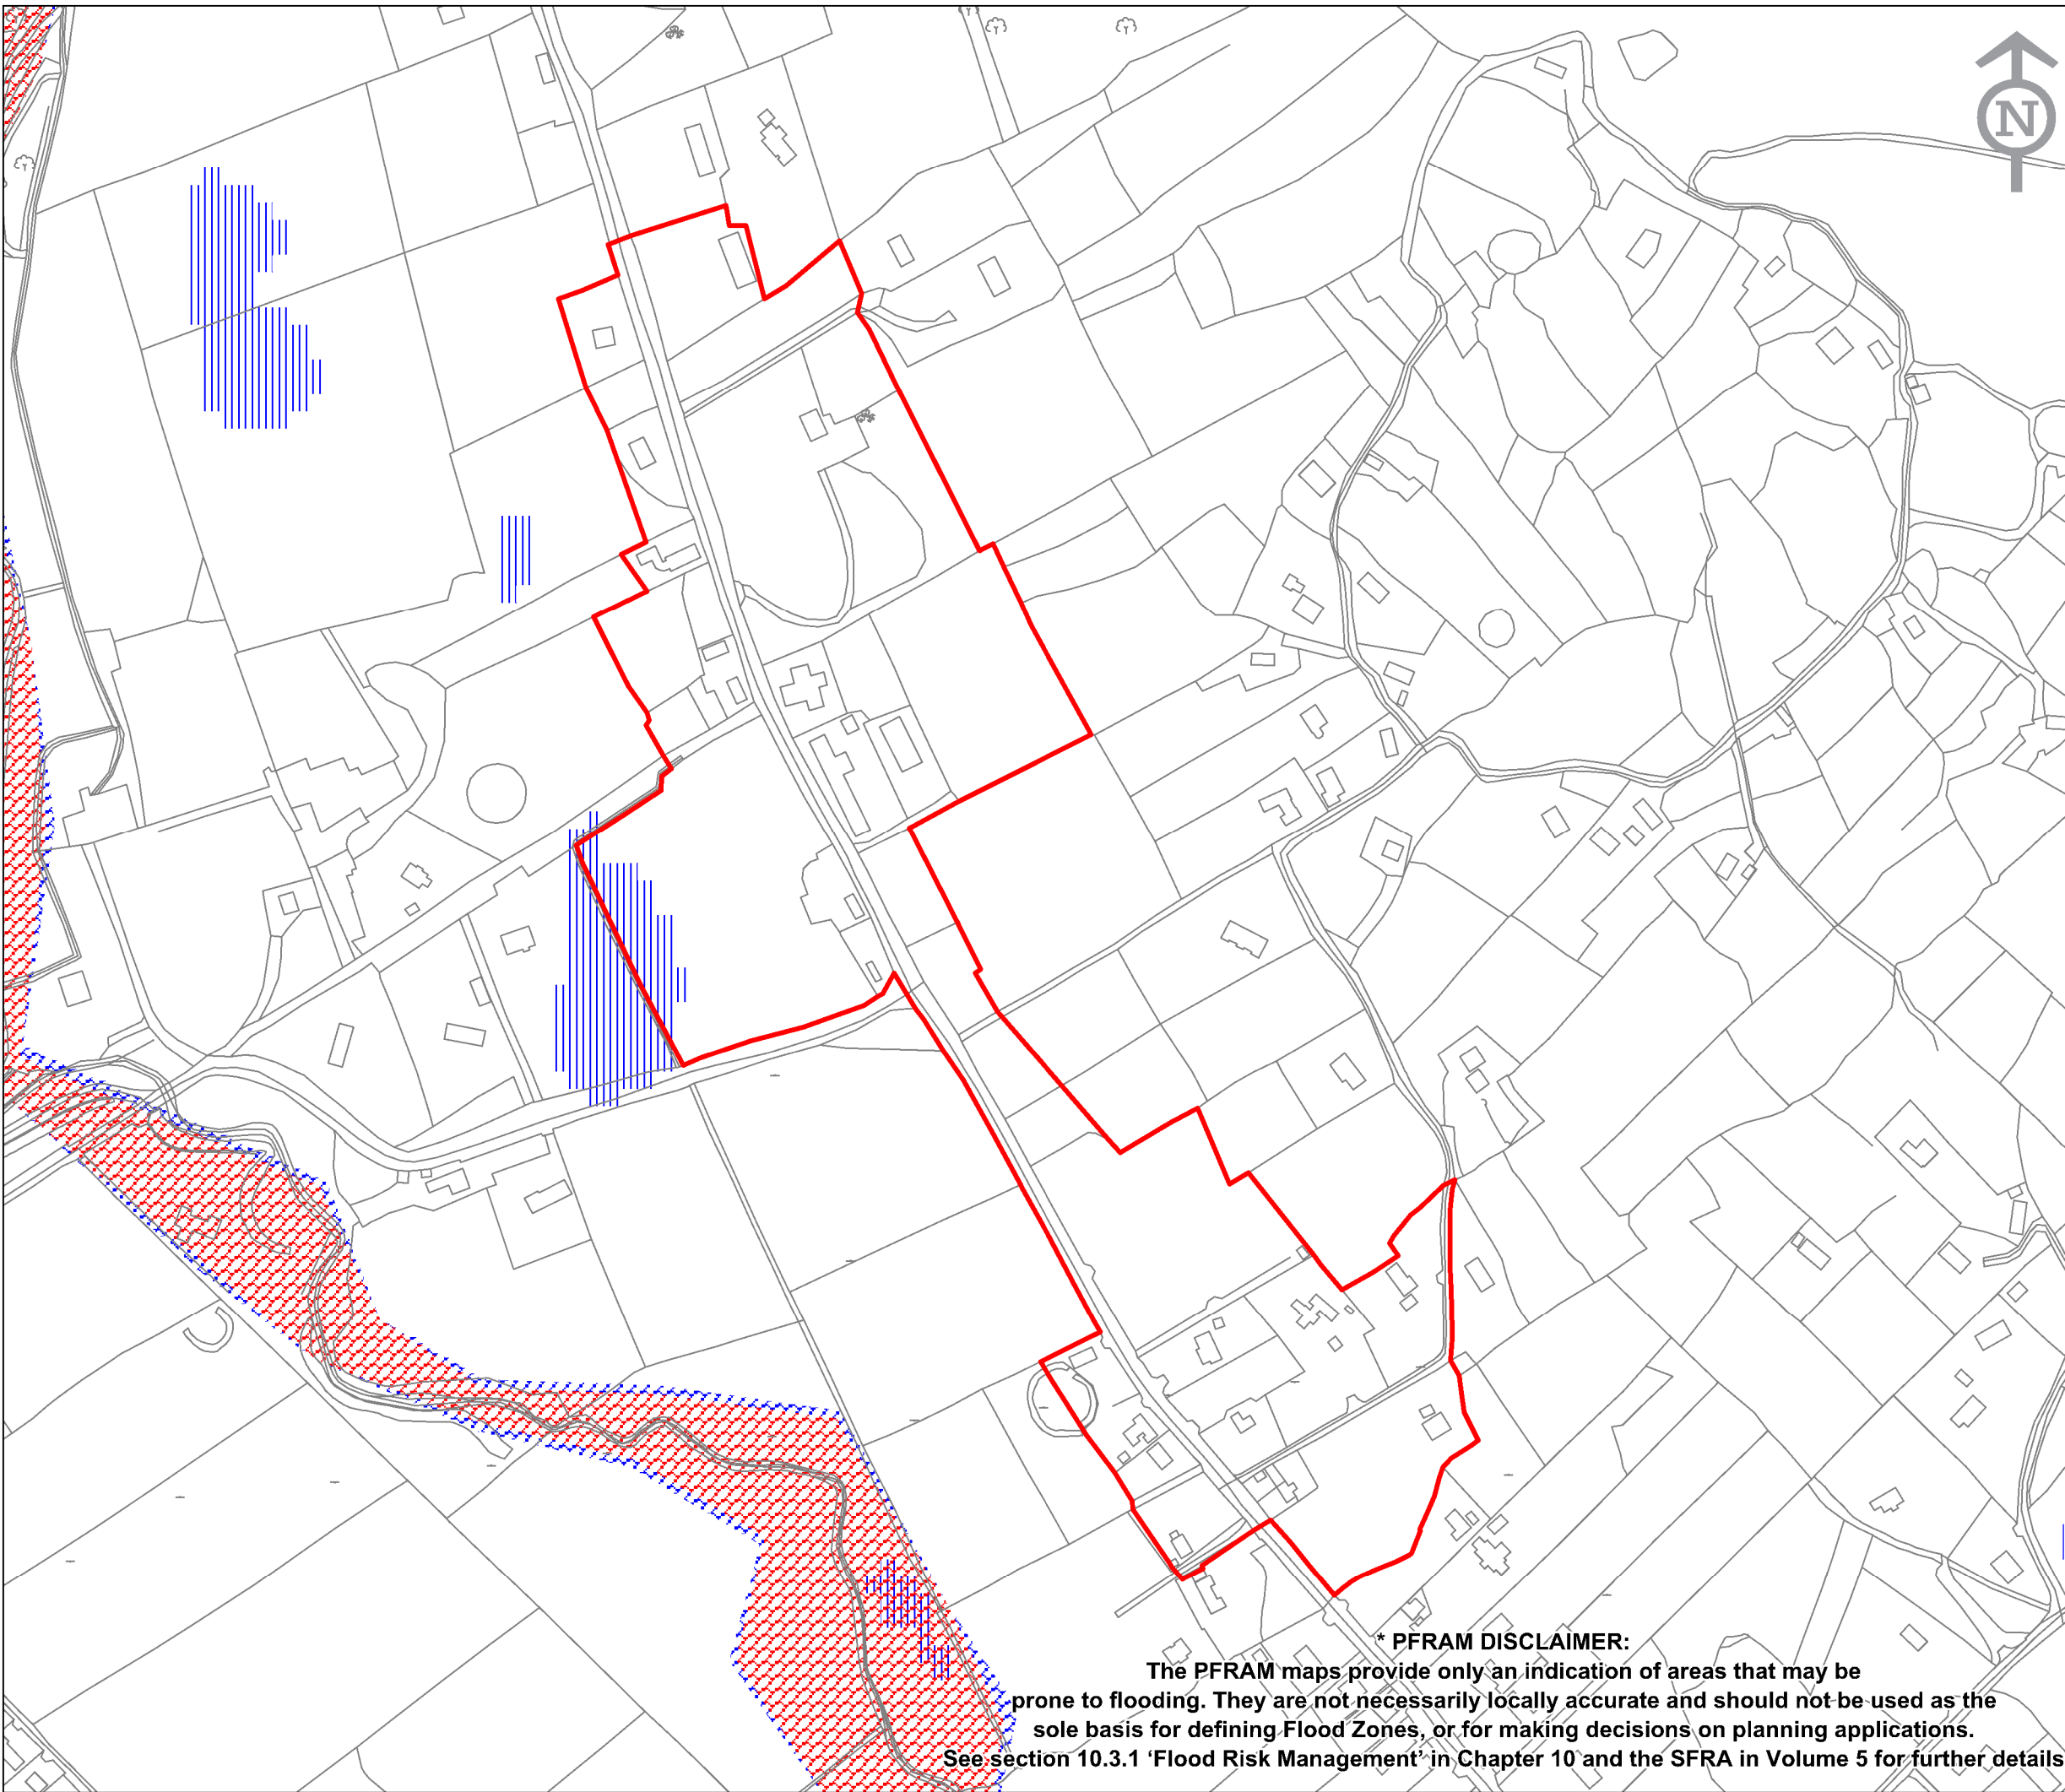 N
* PFRAM DISCLAIMER:
The PFRAM maps provide only an indication of areas that may be
prone to flooding. They are not necessarily locally accurate and should not be used as the
sole basis for defining Flood Zones, or for making decisions on planning applications.
See section 10.3.1 ‘Flood Risk Management’ in Chapter 10 and the SFRA in Volume 5 for further details